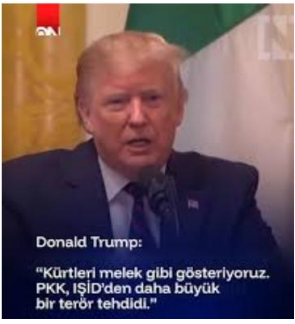 Donald Trump:
“Kürtleri melek gibi gösteriyoruz.
PKK, IŞİD’den daha büyük
bir terör tehdidi.”